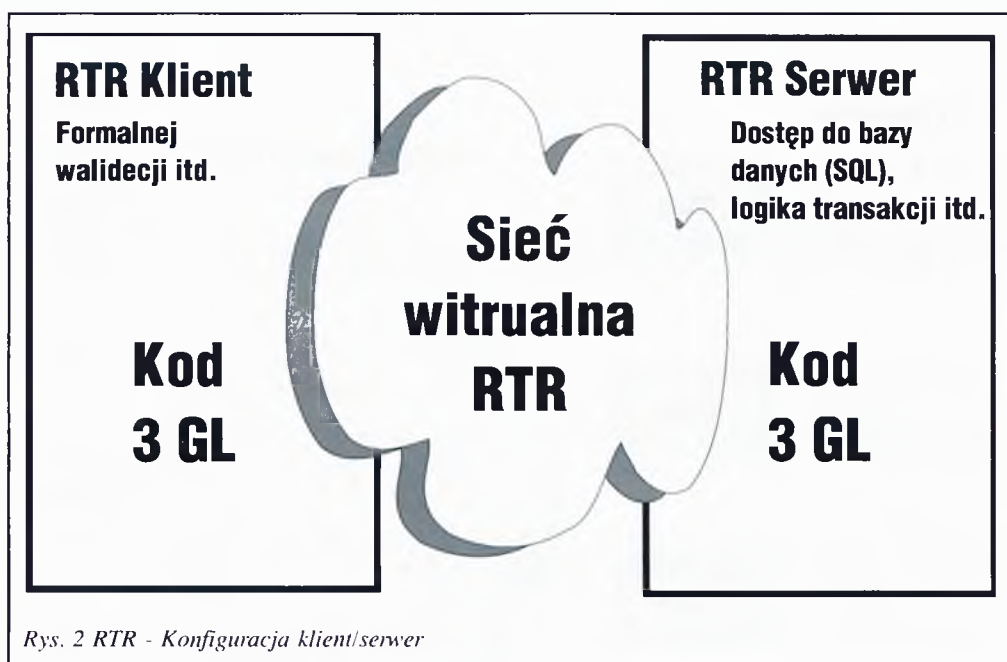 RTR Klient
Formalnej
walidecji itd.
Kod
3 GL
Sieć
witrualna
RTR
RTR Serwer
Dostęp do bazy
danych (SQL),
logika transakcji itd.
Kod
3 GL
Rys. 2 RTR - Konfiguracja klient/serwer